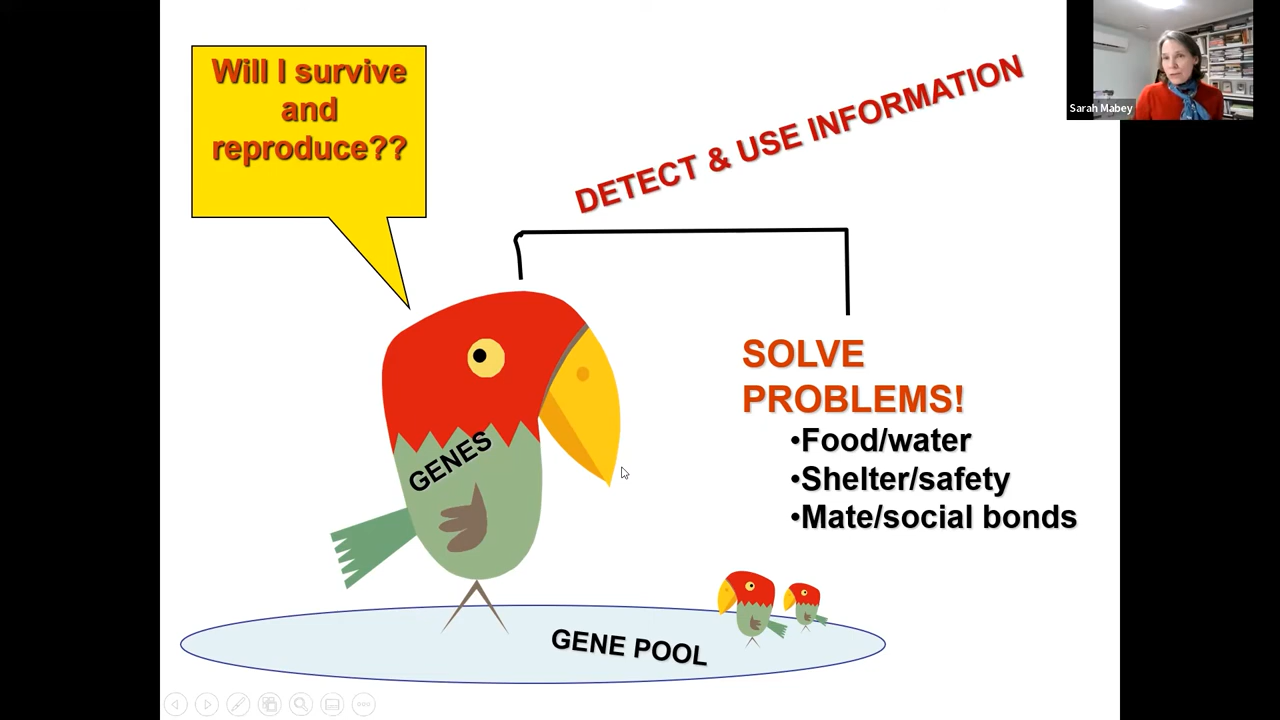 Will I survive
and
reproduce??
DETECT & USE INFORMATION
Sarah Mabey
SOLVE
PROBLEMS!
•Food/water
•Shelter/safety
•Mate/social bonds
GENES
GENE POOL